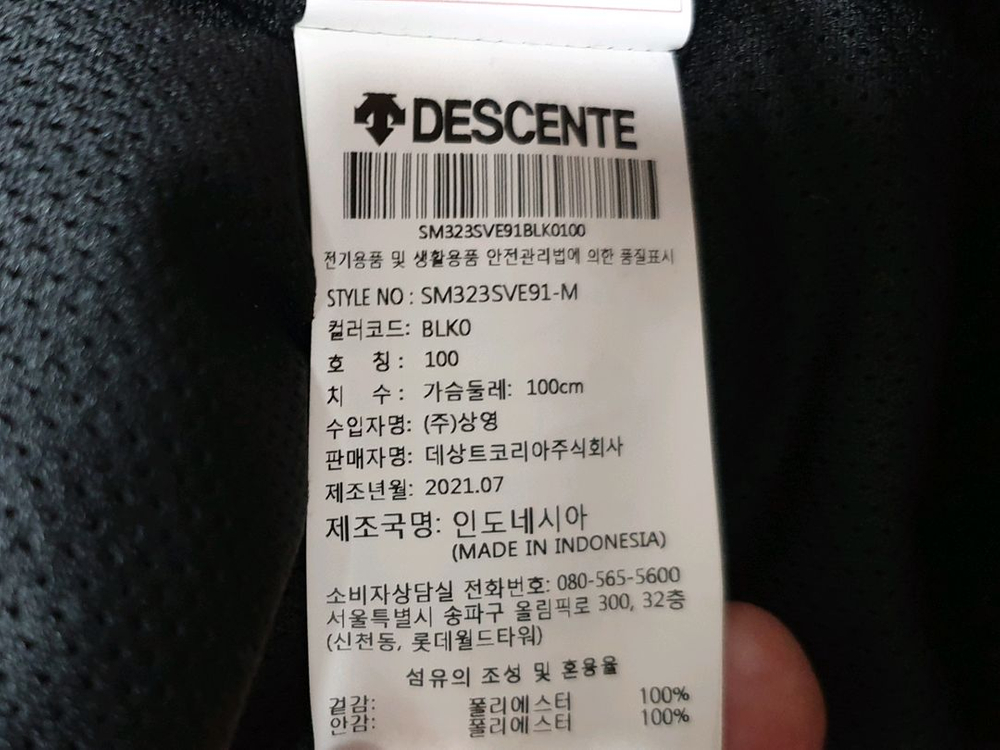 DESCENTE
SM323SVE91BLK0100
전기용품 및 생활용품 안전관리법에 의한 품질표시
STYLE NO : SM323SVE91-M
컬러코드: BLK0
호 칭 : 100
치 수 : 가슴둘레: 100cm
수입자명: (주)상영
판매자명: 데상트코리아주식회사
제조년월: 2021.07
제조국명: 인도네시아
(MADE IN INDONESIA)
소비자상담실 전화번호: 080-565-5600
서울특별시 송파구 올림픽로 300, 32층
(신천동, 롯데월드타워)
섬유의 조성 및 혼용율
겉감: 폴리에스터 100%
안감: 폴리에스터 100%